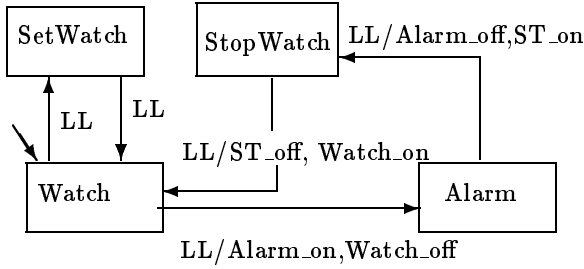 SetWatch
StopWatch
LL/Alarm_off,ST_on
LL
LL
LL/ST_off, Watch_on
Watch
Alarm
LL/Alarm_on,Watch_off